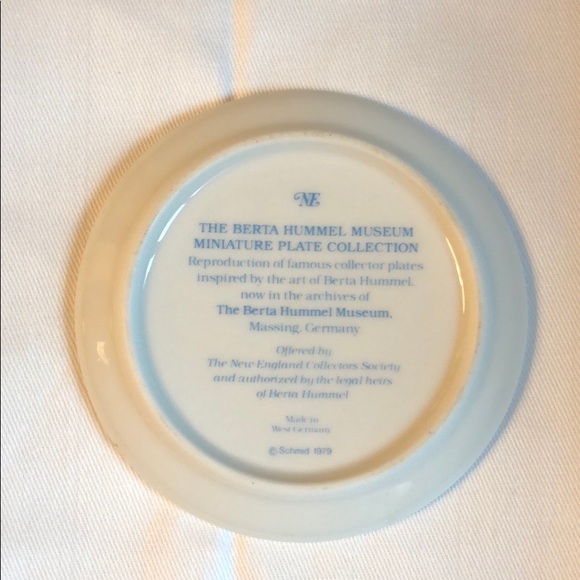 NE
THE BERTA HUMMEL MUSEUM
MINIATURE PLATE COLLECTION
Reproduction of famous collector plates
inspired by the art of Berta Hummel,
now in the archives of
The Berta Hummel Museum,
Massing, Germany
Offered by
The New England Collectors Society
and authorized by the legal heirs
of Berta Hummel
Made in
West Germany
© Schmid 1979